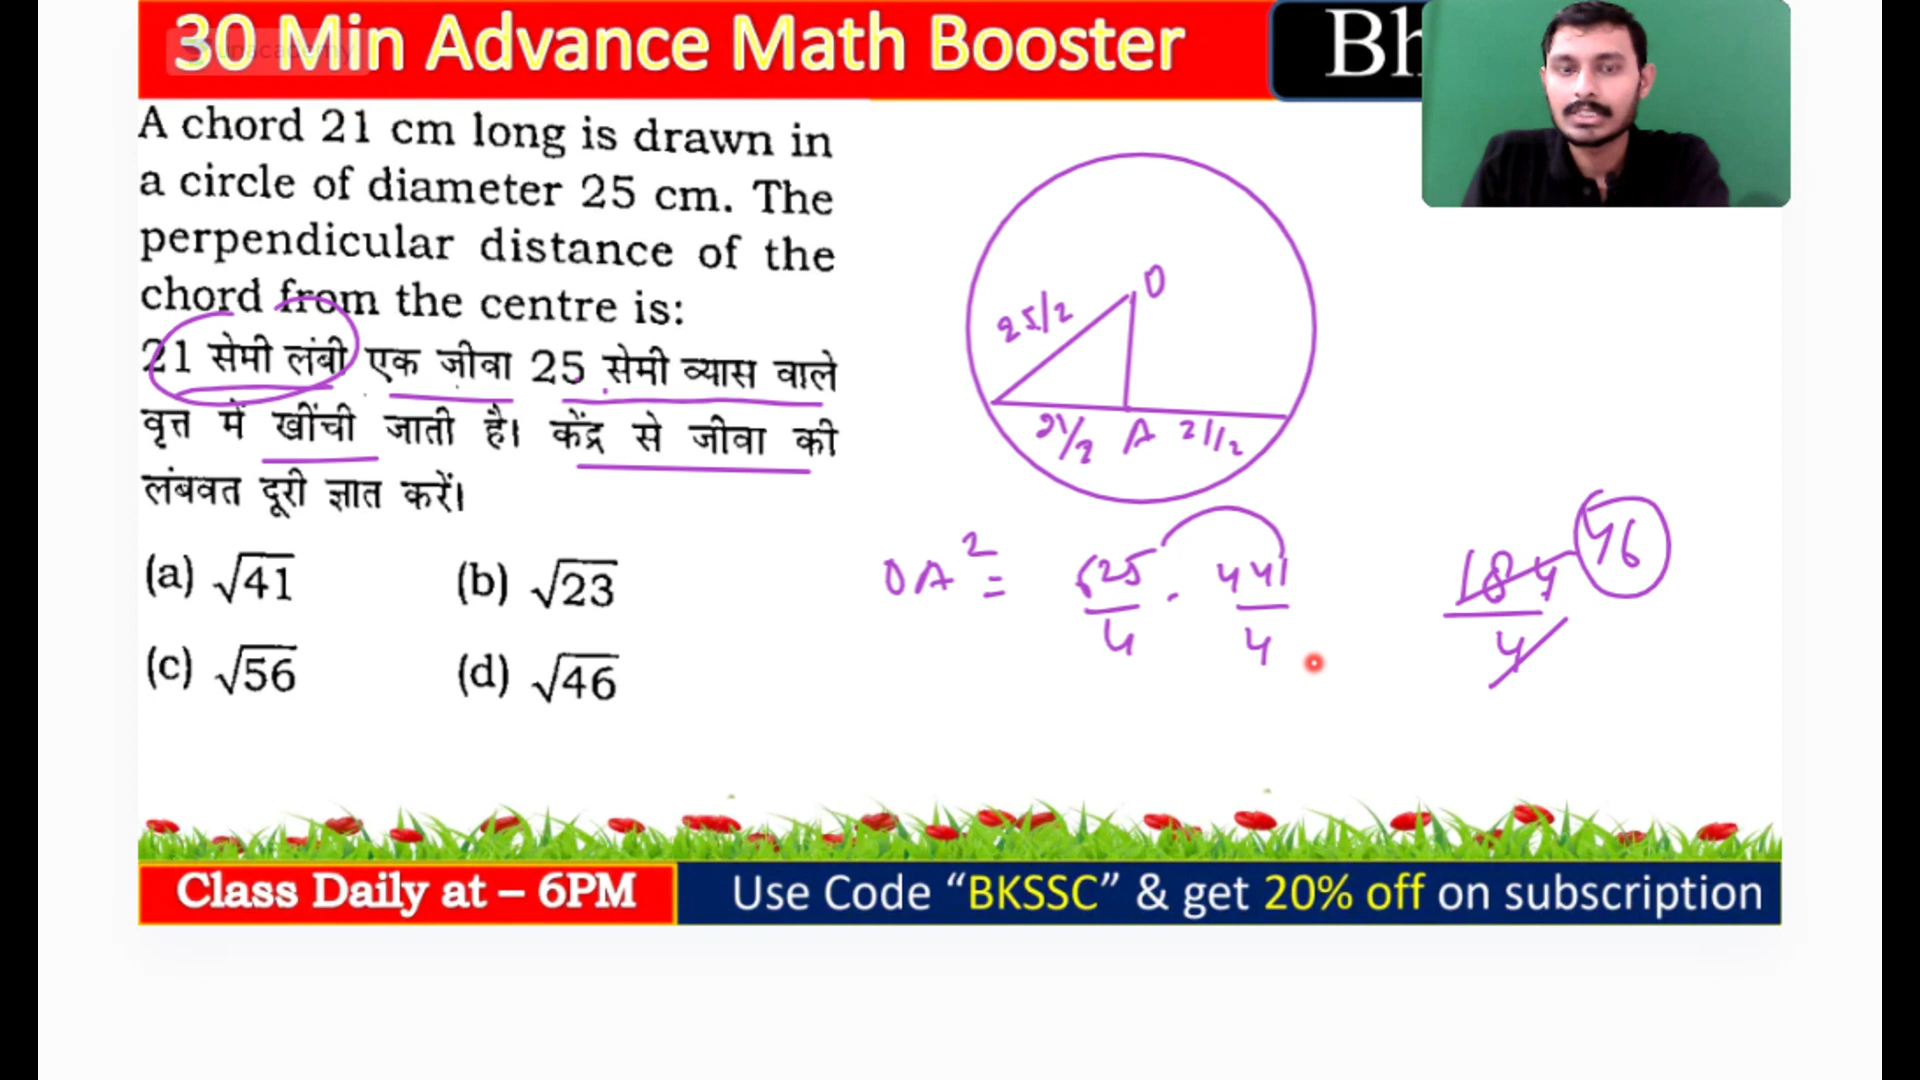 30 Min Advance Math Booster
Bh
unacademy
A chord 21 cm long is drawn in
a circle of diameter 25 cm. The
perpendicular distance of the
chord from the centre is:
21 सेमी लंबी एक जीवा 25 सेमी व्यास वाले
वृत्त में खींची जाती है। केंद्र से जीवा की
लंबवत दूरी ज्ञात करें।
(a) √41 (b) √23
(c) √56 (d) √46
O
25/2
21/2 A 21/2
OA² = 625/4 - 441/4
184/4 46
Class Daily at – 6PM
Use Code “BKSSC” & get 20% off on subscription